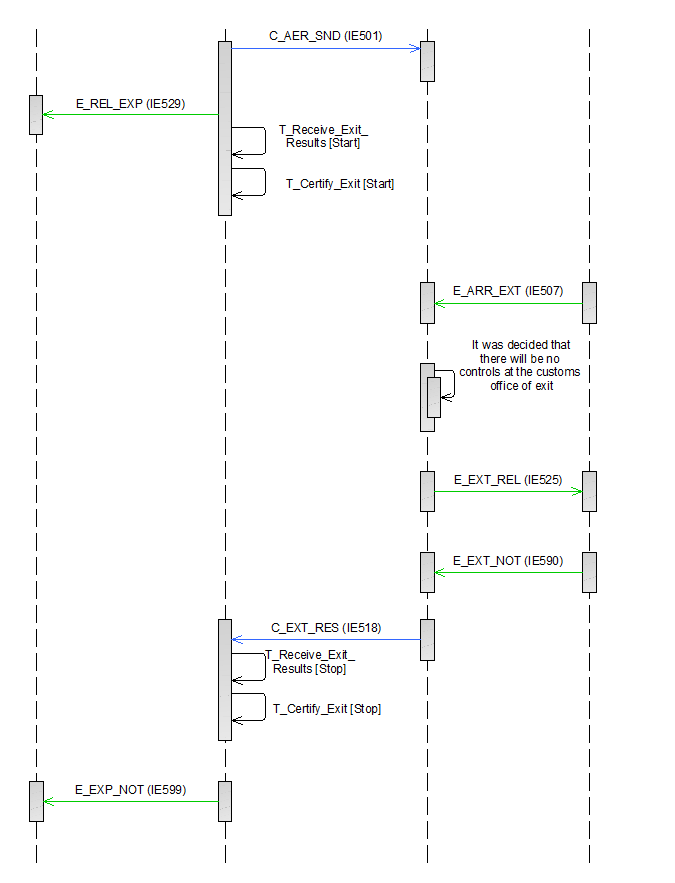 C_AER_SND (IE501)
E_REL_EXP (IE529)
T_Receive_Exit_
Results [Start]
T_Certify_Exit [Start]
E_ARR_EXT (IE507)
It was decided that
there will be no
controls at the customs
office of exit
E_EXT_REL (IE525)
E_EXT_NOT (IE590)
C_EXT_RES (IE518)
T_Receive_Exit_
Results [Stop]
T_Certify_Exit [Stop]
E_EXP_NOT (IE599)